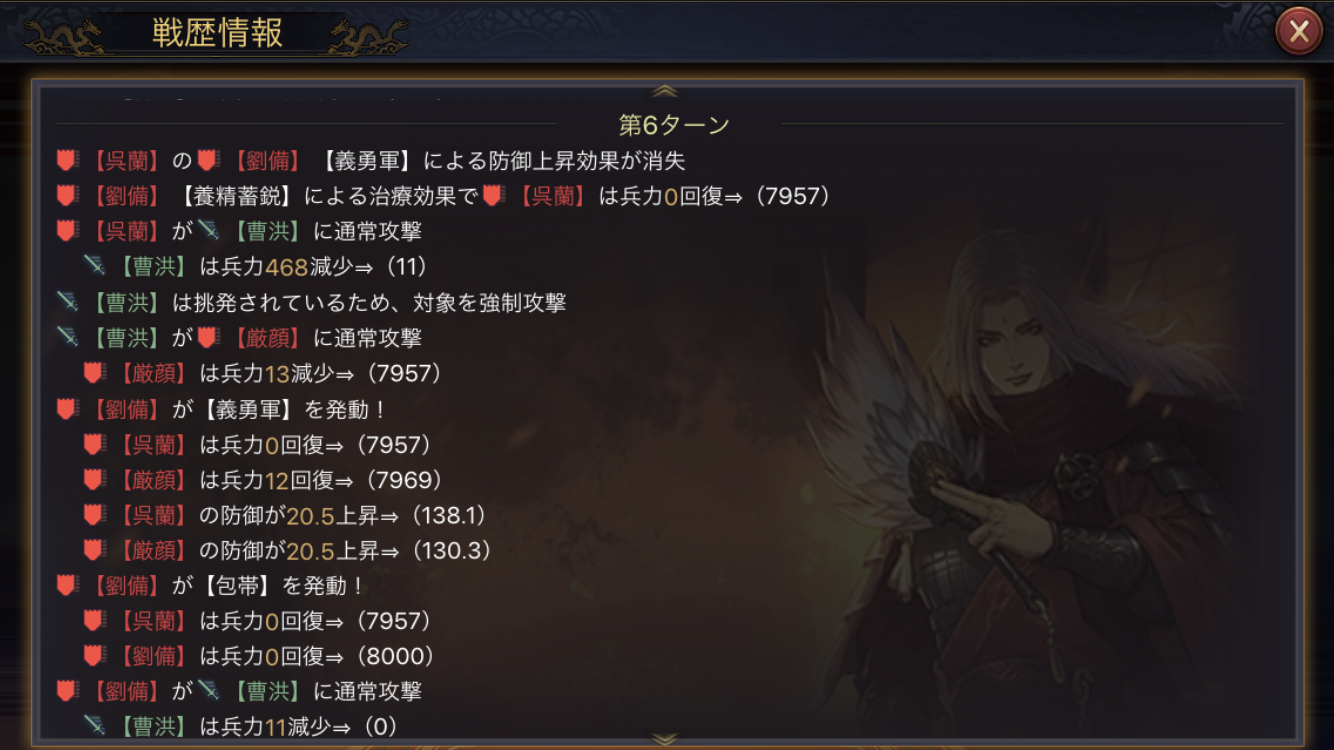 戦歴情報
第6ターン
【呉蘭】の【劉備】【義勇軍】による防御上昇効果が消失
【劉備】【養精蓄鋭】による治療効果で【呉蘭】は兵力0回復⇒（7957）
【呉蘭】が【曹洪】に通常攻撃
【曹洪】は兵力468減少⇒（11）
【曹洪】は挑発されているため、対象を強制攻撃
【曹洪】が【厳顔】に通常攻撃
【厳顔】は兵力13減少⇒（7957）
【劉備】が【義勇軍】を発動！
【呉蘭】は兵力0回復⇒（7957）
【厳顔】は兵力12回復⇒（7969）
【呉蘭】の防御が20.5上昇⇒（138.1）
【厳顔】の防御が20.5上昇⇒（130.3）
【劉備】が【包帯】を発動！
【呉蘭】は兵力0回復⇒（7957）
【劉備】は兵力0回復⇒（8000）
【劉備】が【曹洪】に通常攻撃
【曹洪】は兵力11減少⇒（0）